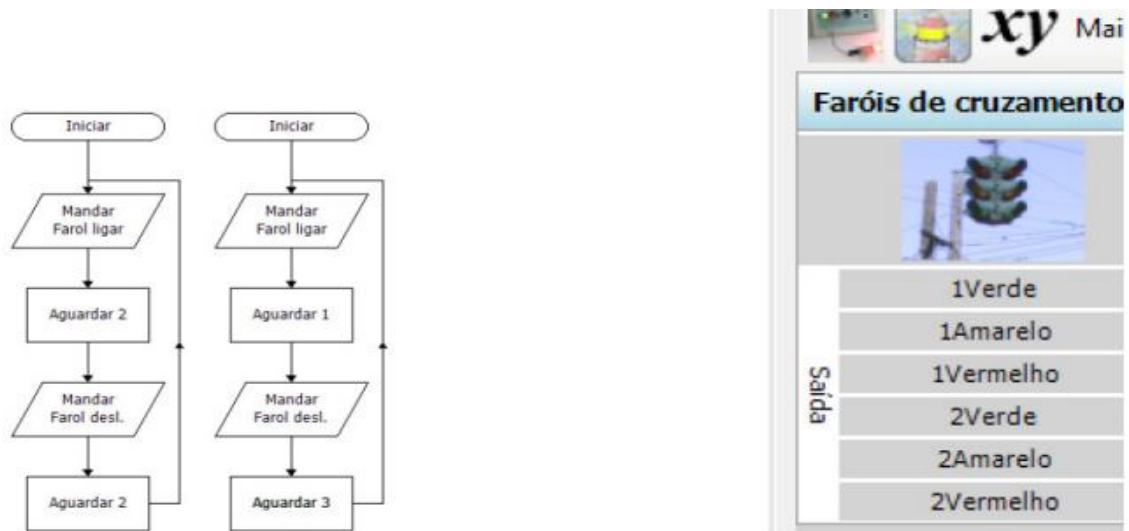 Iniciar
Mandar
Farol ligar
Aguardar 2
Mandar
Farol desl.
Aguardar 2
Iniciar
Mandar
Farol ligar
Aguardar 1
Mandar
Farol desl.
Aguardar 3
xy Mai
Faróis de cruzamento
Saída
1Verde
1Amarelo
1Vermelho
2Verde
2Amarelo
2Vermelho